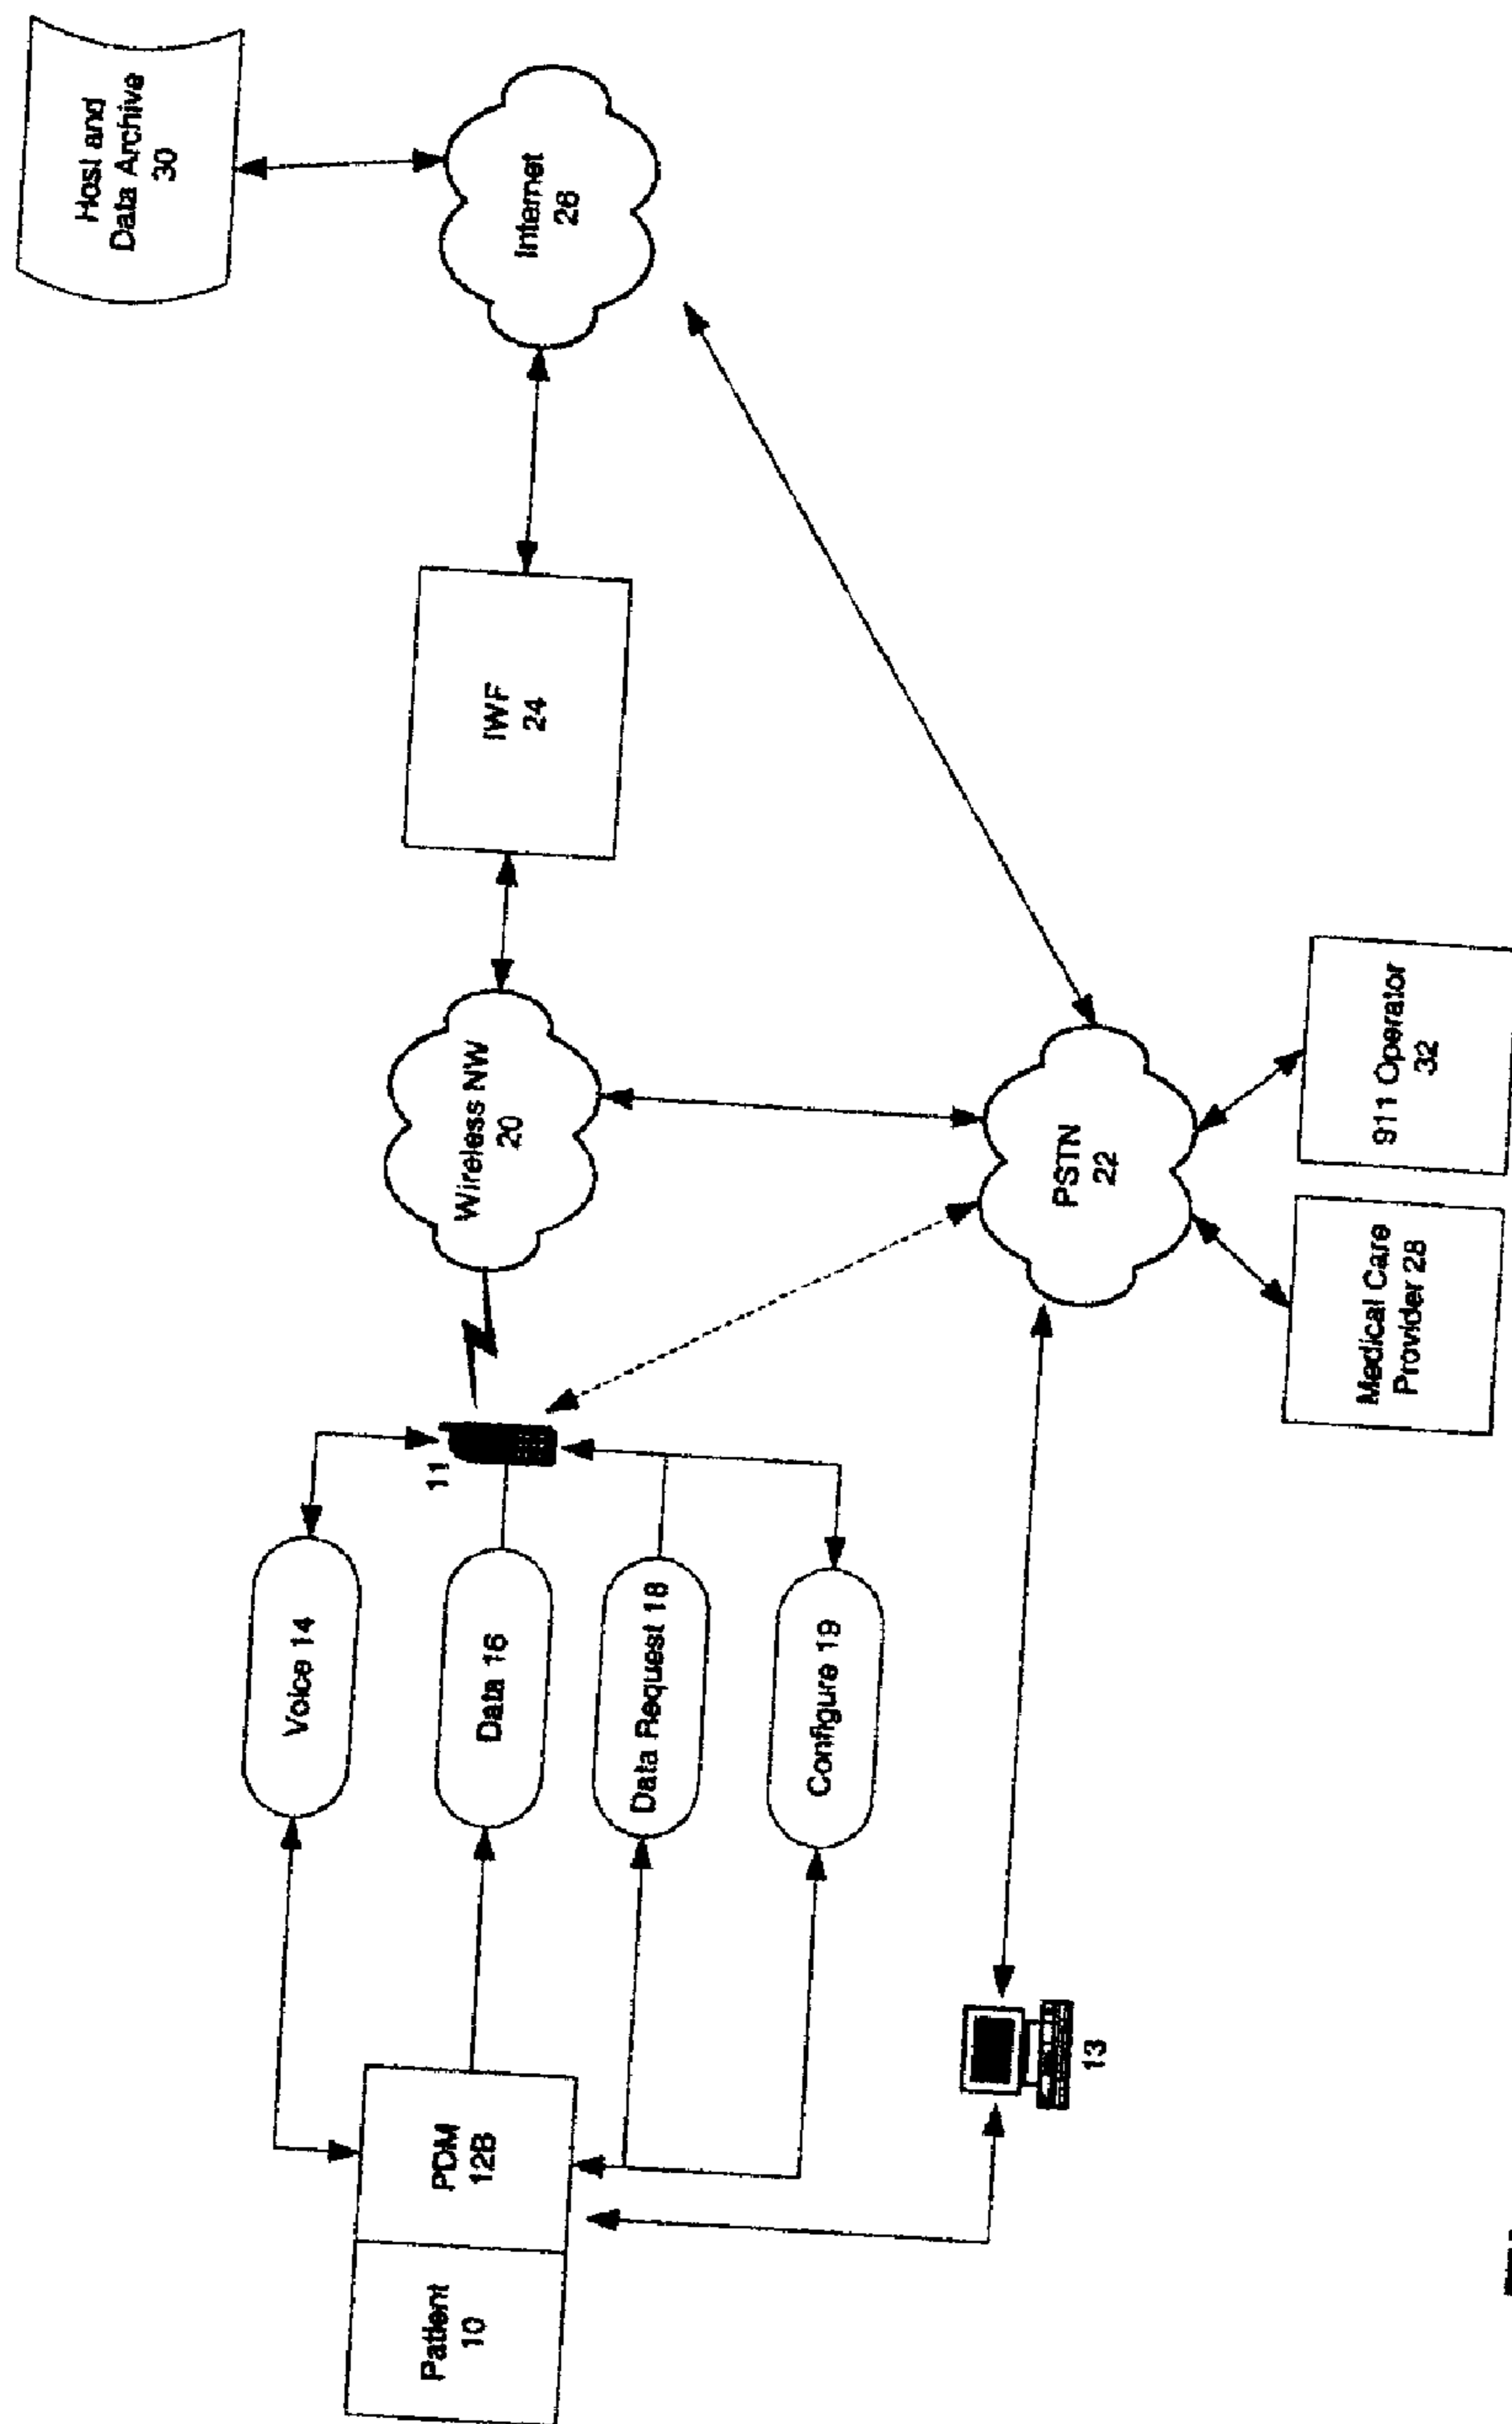 Host and
Data Archive
30
Internet
26
IWF
24
Wireless NW
20
11
Voice 14
Data 16
Data Request 18
Configure 19
PDM
12B
Patient
10
PSTN
22
911 Operator
32
Medical Care
Provider 28
13